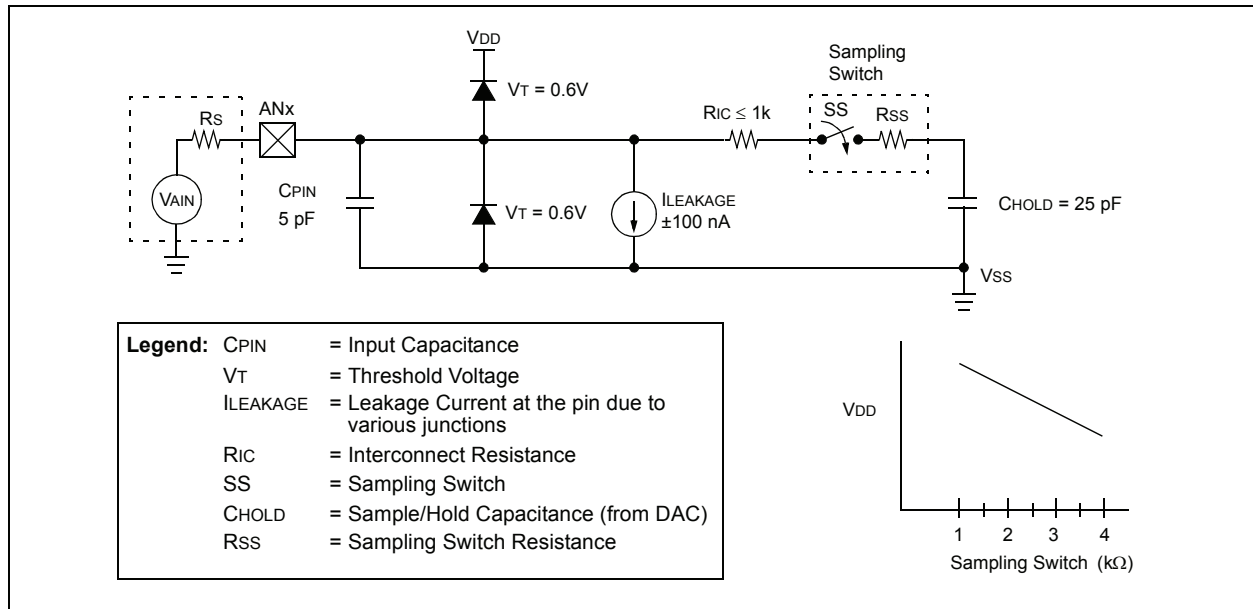 VDD
Sampling
Switch
VT = 0.6V
RS
ANx
RIC ≤ 1k
SS
RSS
VAIN
CPIN
5 pF
VT = 0.6V
ILEAKAGE
±100 nA
CHOLD = 25 pF
VSS
Legend: CPIN = Input Capacitance
VT = Threshold Voltage
ILEAKAGE = Leakage Current at the pin due to
various junctions
RIC = Interconnect Resistance
SS = Sampling Switch
CHOLD = Sample/Hold Capacitance (from DAC)
RSS = Sampling Switch Resistance
VDD
1 2 3 4
Sampling Switch (kΩ)